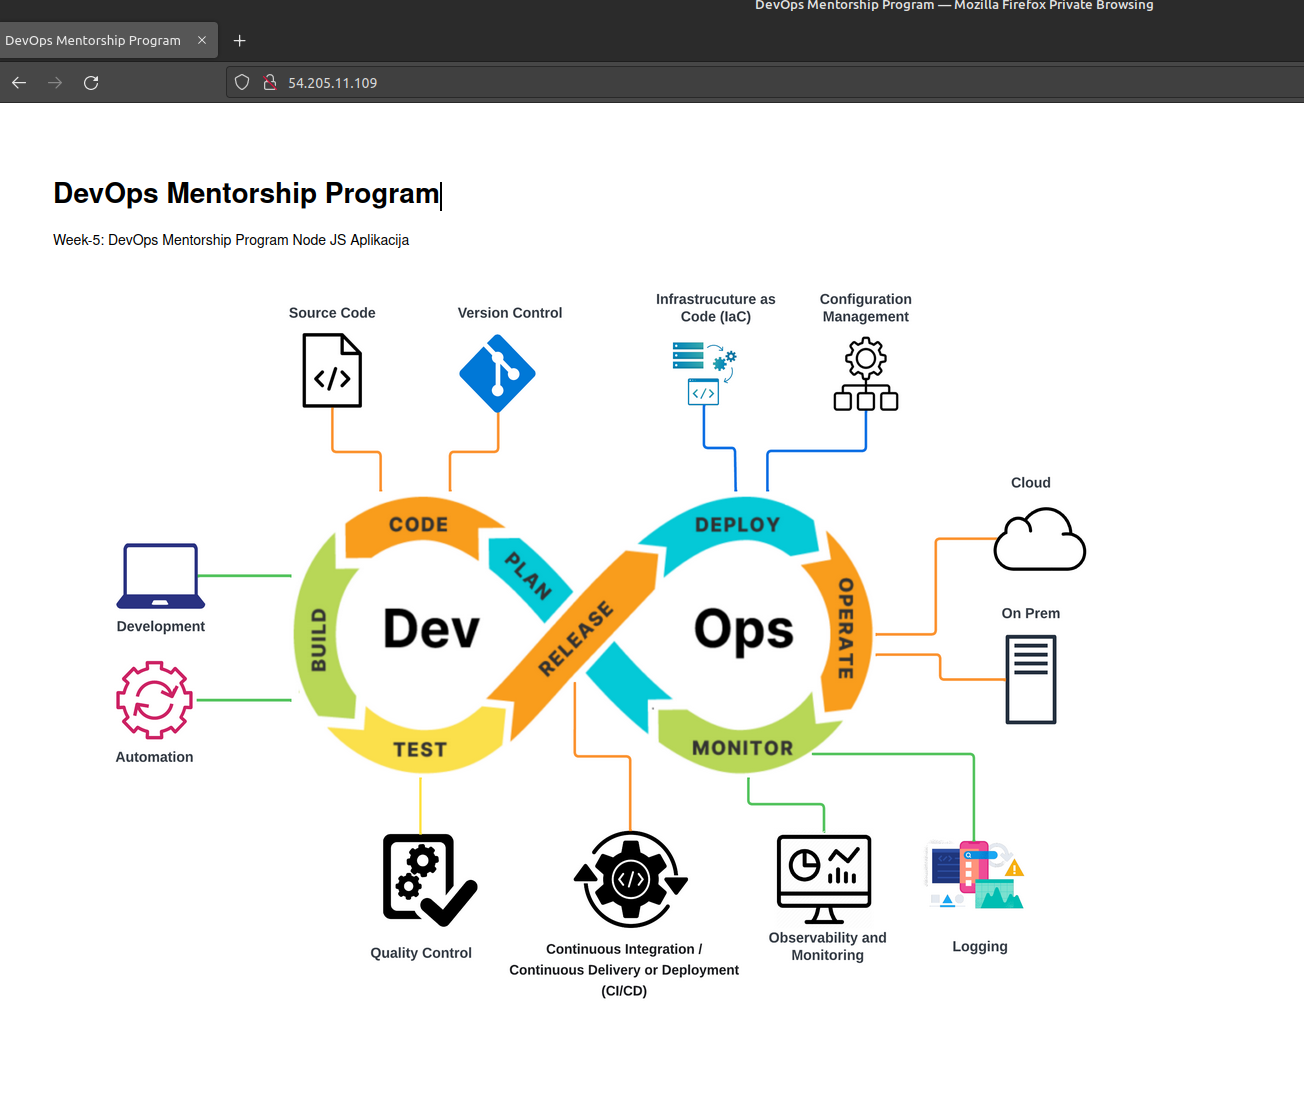 DevOps Mentorship Program — Mozilla Firefox Private Browsing
DevOps Mentorship Program
54.205.11.109
DevOps Mentorship Program
Week-5: DevOps Mentorship Program Node JS Aplikacija
Source Code
Version Control
Infrastrucuture as
Code (IaC)
Configuration
Management
Cloud
On Prem
Development
Automation
CODE
PLAN
BUILD
Dev
TEST
RELEASE
DEPLOY
OPERATE
Ops
MONITOR
Quality Control
Continuous Integration /
Continuous Delivery or Deployment
(CI/CD)
Observability and
Monitoring
Logging